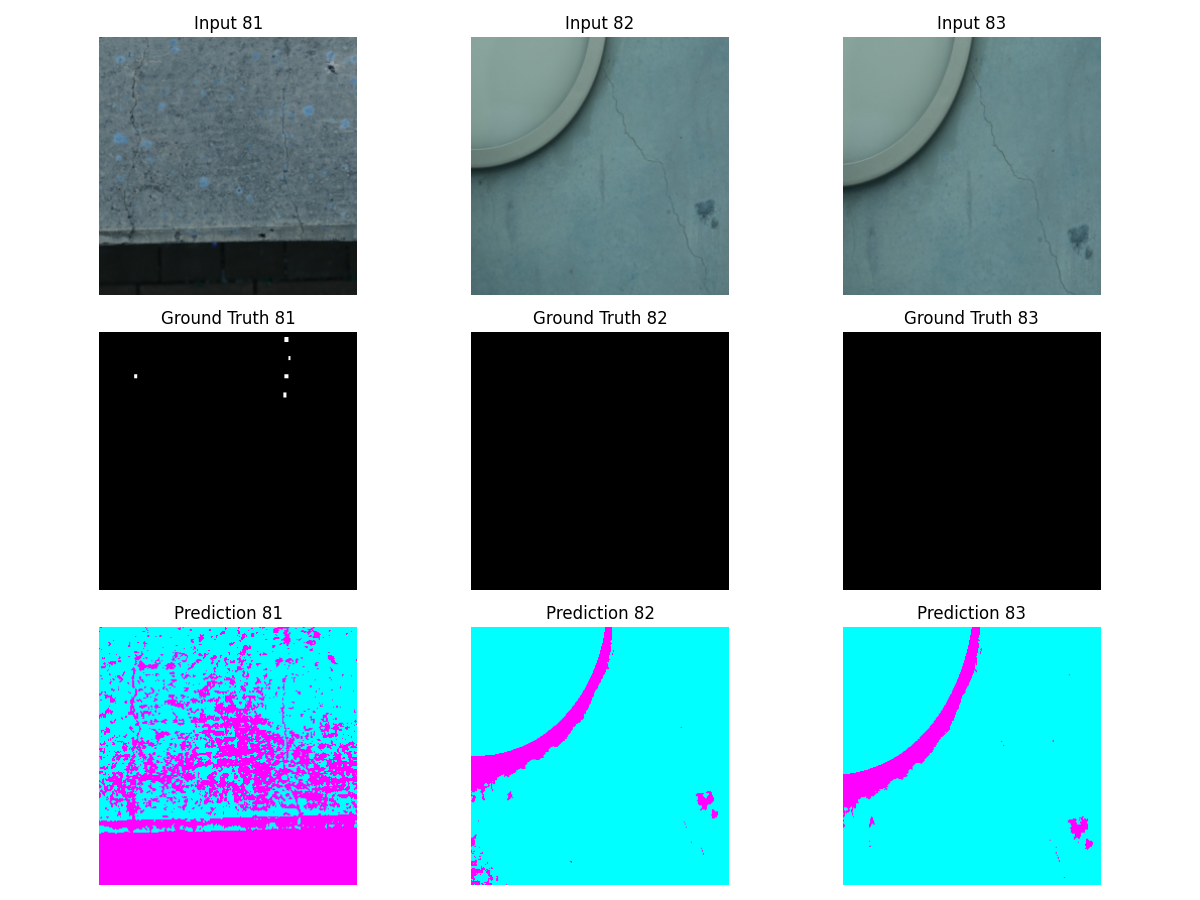 Input 81
Input 82
Input 83
Ground Truth 81
Ground Truth 82
Ground Truth 83
Prediction 81
Prediction 82
Prediction 83